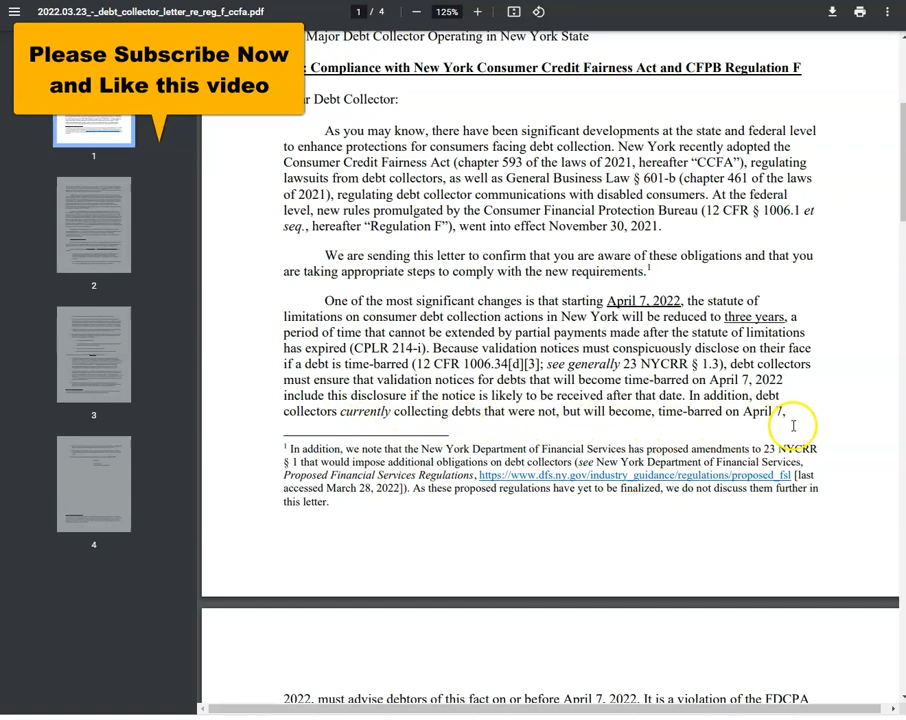 2022.03.23_-_debt_collector_letter_re_reg_f_ccfa.pdf
1 / 4
125%
Please Subscribe Now
and Like this video
Major Debt Collector Operating in New York State
: Compliance with New York Consumer Credit Fairness Act and CFPB Regulation F
r Debt Collector:
As you may know, there have been significant developments at the state and federal level
to enhance protections for consumers facing debt collection. New York recently adopted the
Consumer Credit Fairness Act (chapter 593 of the laws of 2021, hereafter “CCFA”), regulating
lawsuits from debt collectors, as well as General Business Law § 601-b (chapter 461 of the laws
of 2021), regulating debt collector communications with disabled consumers. At the federal
level, new rules promulgated by the Consumer Financial Protection Bureau (12 CFR § 1006.1 et
seq., hereafter “Regulation F”), went into effect November 30, 2021.
We are sending this letter to confirm that you are aware of these obligations and that you
are taking appropriate steps to comply with the new requirements.1
One of the most significant changes is that starting April 7, 2022, the statute of
limitations on consumer debt collection actions in New York will be reduced to three years, a
period of time that cannot be extended by partial payments made after the statute of limitations
has expired (CPLR 214-i). Because validation notices must conspicuously disclose on their face
if a debt is time-barred (12 CFR 1006.34[d][3]; see generally 23 NYCRR § 1.3), debt collectors
must ensure that validation notices for debts that will become time-barred on April 7, 2022
include this disclosure if the notice is likely to be received after that date. In addition, debt
collectors currently collecting debts that were not, but will become, time-barred on April 7,
1 In addition, we note that the New York Department of Financial Services has proposed amendments to 23 NYCRR
§ 1 that would impose additional obligations on debt collectors (see New York Department of Financial Services,
Proposed Financial Services Regulations, https://www.dfs.ny.gov/industry_guidance/regulations/proposed_fsl [last
accessed March 28, 2022]). As these proposed regulations have yet to be finalized, we do not discuss them further in
this letter.
2022, must advise debtors of this fact on or before April 7, 2022. It is a violation of the FDCPA
1
2
3
4